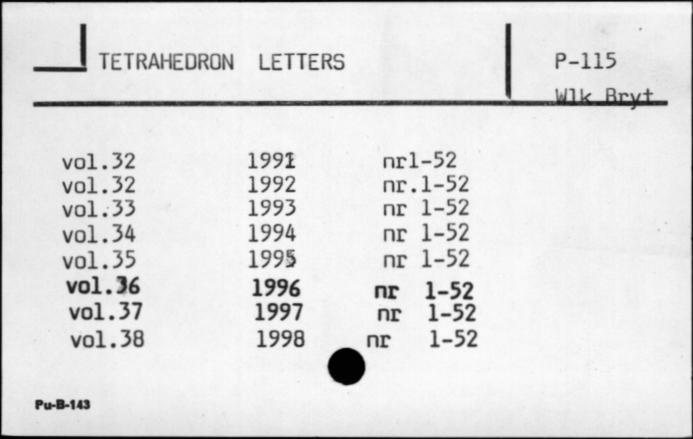 TETRAHEDRON LETTERS
P-115
Wlk.Bryt.
vol.32 1991 nr1-52
vol.32 1992 nr.1-52
vol.33 1993 nr 1-52
vol.34 1994 nr 1-52
vol.35 1995 nr 1-52
vol.36 1996 nr 1-52
vol.37 1997 nr 1-52
vol.38 1998 nr 1-52
Pu-B-143